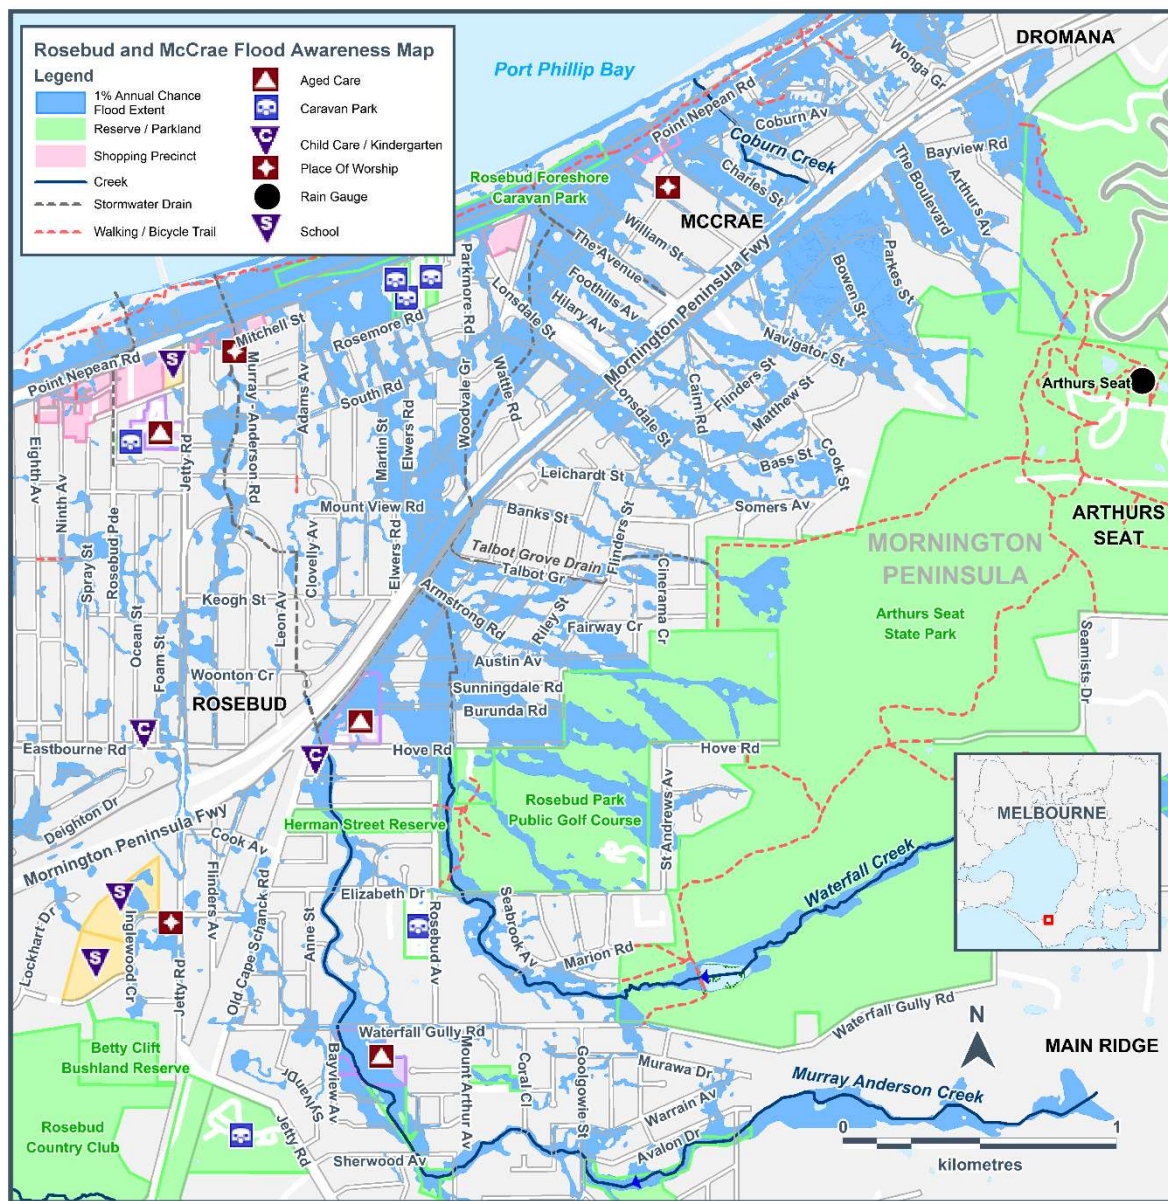 Rosebud and McCrae Flood Awareness Map
Legend
1% Annual Chance
Flood Extent
Reserve / Parkland
Shopping Precinct
Creek
Stormwater Drain
Walking / Bicycle Trail
Aged Care
Caravan Park
C
Child Care / Kindergarten
Place Of Worship
Rain Gauge
S
School
DROMANA
Port Phillip Bay
Wonga Gr
Point Nepean Rd
Coburn Av
Coburn Creek
Charles St
The Boulevard
Bayview Rd
Arthurs Av
Rosebud Foreshore
Caravan Park
MCCRAE
William St
The Avenue
Foothills Av
Hilary Av
Mornington Peninsula Fwy
Parkes St
Bowen St
Parkmore Rd
Lonsdale St
Rosemore Rd
Mitchell St
Point Nepean Rd
S
Murray -Anderson Rd
Adams Av
South Rd
Woodvale Gr
Wattle Rd
Navigator St
Flinders St
Cairn Rd
Matthew St
Lonsdale St
Arthurs Seat
Jetty Rd
Eighth Av
Ninth Av
Martin St
Elwers Rd
Bass St
Cook St
Leichardt St
Somers Av
ARTHURS
SEAT
Spray St
Rosebud Pde
Mount View Rd
Banks St
Flinders St
Talbot Grove Drain
Talbot Gr
Cinerama Cr
MORNINGTON
PENINSULA
Arthurs Seat
State Park
Clovelly Av
Elwers Rd
Armstrong Rd
Riley St
Fairway Cr
Keogh St
Leon Av
Ocean St
Foam St
Austin Av
Sunningdale Rd
Burunda Rd
Seamists Dr
Woonton Cr
ROSEBUD
C
Eastbourne Rd
C
Hove Rd
Hove Rd
Deighton Dr
Mornington Peninsula Fwy
Herman Street Reserve
Rosebud Park
Public Golf Course
St Andrews Av
MELBOURNE
Cook Av
Flinders Av
Elizabeth Dr
Waterfall Creek
Lockhart Dr
S
S
Inglewood Cr
Jetty Rd
Old Cape Schanck Rd
Anne St
Rosebud Av
Seabrook Av
Marion Rd
Waterfall Gully Rd
Waterfall Gully Rd
N
MAIN RIDGE
Betty Clift
Bushland Reserve
Bayview Av
Sylvan Dr
Mount Arthur Av
Coral Cl
Goolgowie St
Murawa Dr
Warrain Av
Avalon Dr
Murray Anderson Creek
Rosebud
Country Club
Jetty Rd
Sherwood Av
0
1
kilometres